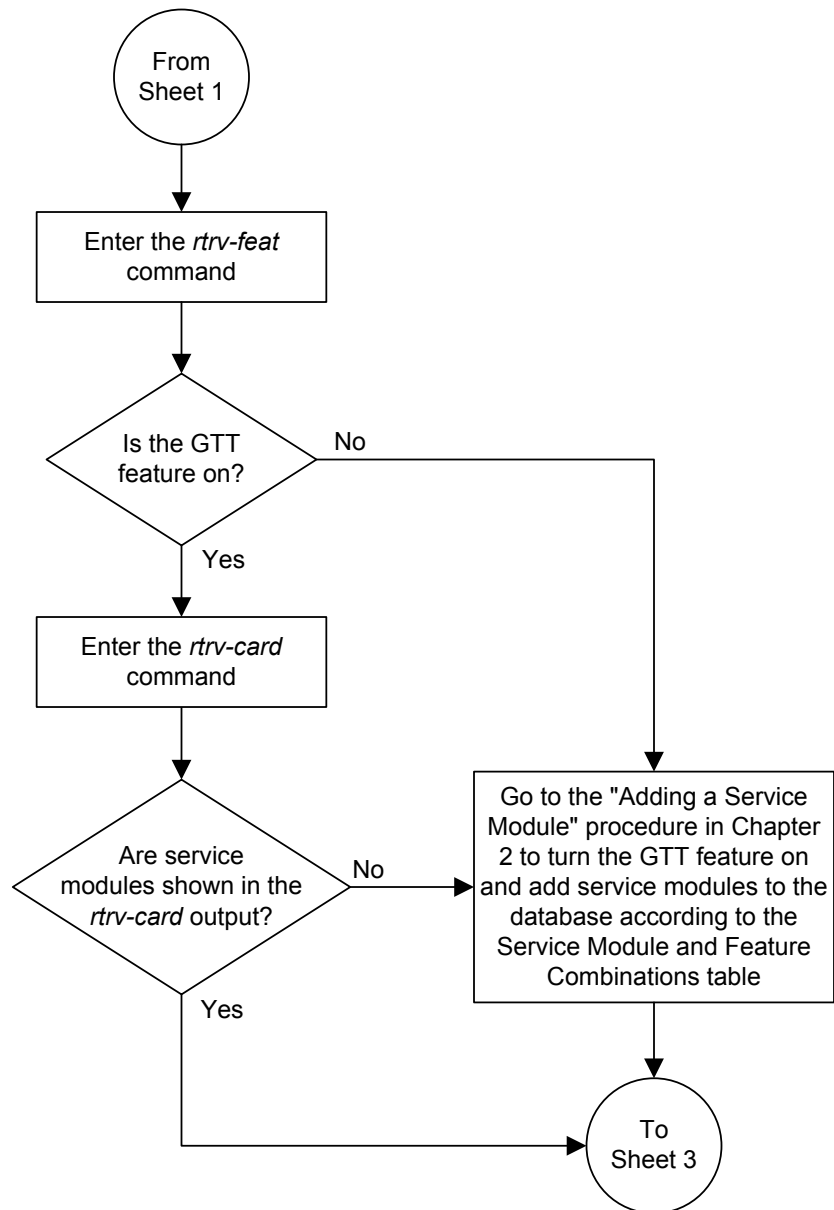 From
Sheet 1
Enter the rtrv-feat
command
Is the GTT
feature on?
No
Yes
Enter the rtrv-card
command
Are service
modules shown in the
rtrv-card output?
No
Yes
Go to the "Adding a Service
Module" procedure in Chapter
2 to turn the GTT feature on
and add service modules to the
database according to the
Service Module and Feature
Combinations table
To
Sheet 3